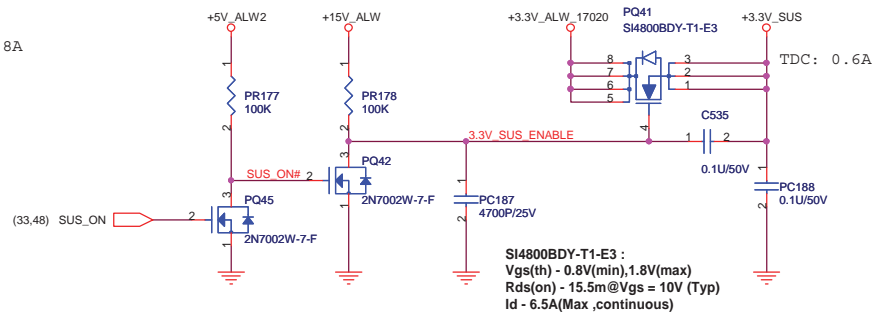 +5V_ALW2
+15V_ALW
+3.3V_ALW_17020
PQ41
SI4800BDY-T1-E3
+3.3V_SUS
8A
TDC: 0.6A
1
PR177
100K
2
1
PR178
100K
2
8
7
6
5
3
2
1
4
C535
1
2
0.1U/50V
3.3V_SUS_ENABLE
3
PQ42
2
1
2N7002W-7-F
SUS_ON#
3
PQ45
2
1
2N7002W-7-F
(33,48) SUS_ON
1
PC187
4700P/25V
2
1
PC188
0.1U/50V
2
SI4800BDY-T1-E3 :
Vgs(th) - 0.8V(min),1.8V(max)
Rds(on) - 15.5m@Vgs = 10V (Typ)
Id - 6.5A(Max ,continuous)